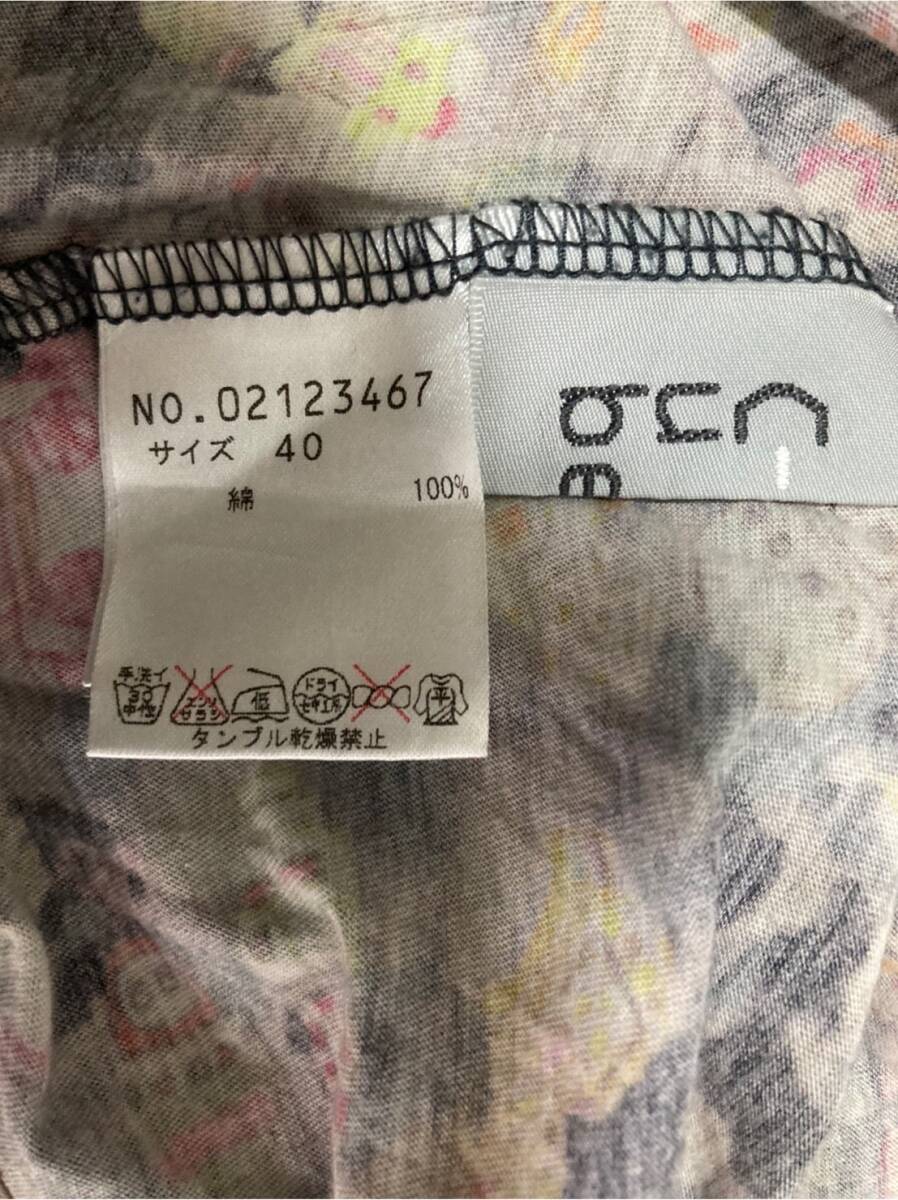 NO.02123467
サイズ 40
綿 100%
手洗イ
30
中性
エンソ
サラシ
低
ドライ
セキユ系
平
タンブル乾燥禁止